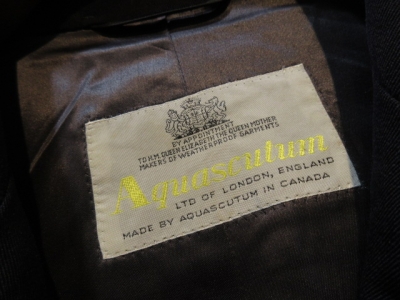 BY APPOINTMENT
TO H.M. QUEEN ELIZABETH THE QUEEN MOTHER
MAKERS OF WEATHERPROOF GARMENTS
Aquascutum
LTD OF LONDON, ENGLAND
MADE BY AQUASCUTUM IN CANADA